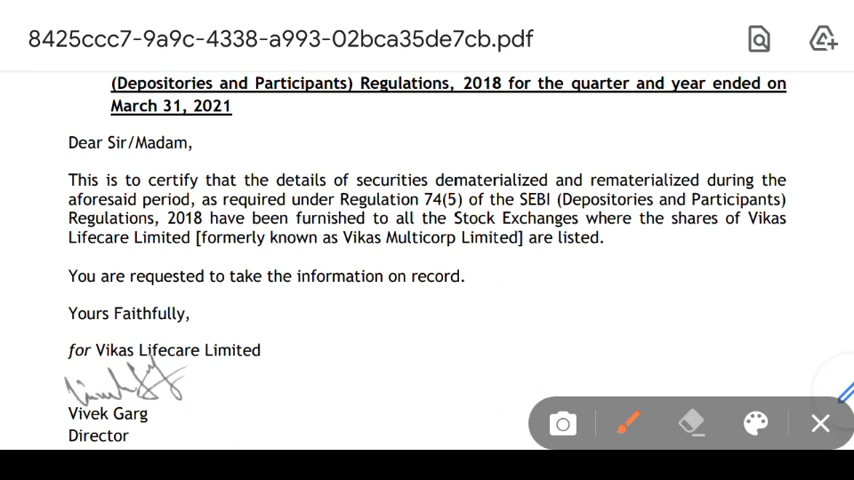 8425ccc7-9a9c-4338-a993-02bca35de7cb.pdf
(Depositories and Participants) Regulations, 2018 for the quarter and year ended on
March 31, 2021
Dear Sir/Madam,
This is to certify that the details of securities dematerialized and rematerialized during the
aforesaid period, as required under Regulation 74(5) of the SEBI (Depositories and Participants)
Regulations, 2018 have been furnished to all the Stock Exchanges where the shares of Vikas
Lifecare Limited [formerly known as Vikas Multicorp Limited] are listed.
You are requested to take the information on record.
Yours Faithfully,
for Vikas Lifecare Limited
Vivek Garg
Director